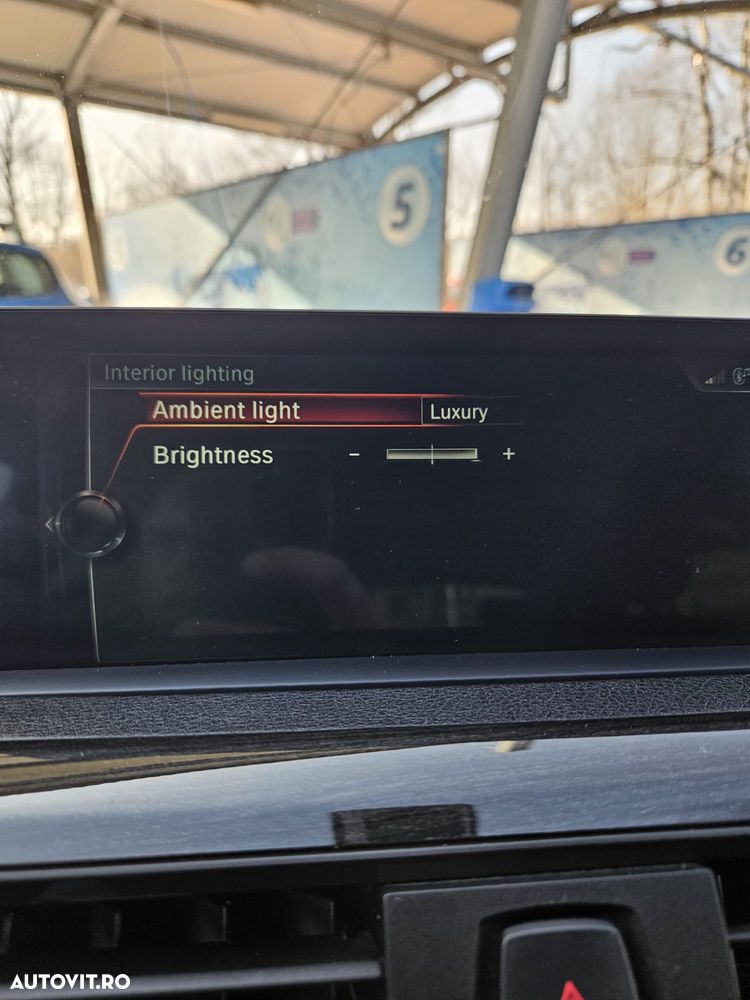 5
6
Interior lighting
Ambient light Luxury
Brightness - +
AUTOVIT.RO